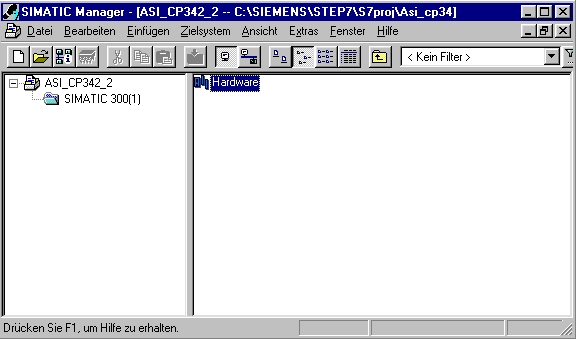 SIMATIC Manager - [ASI_CP342_2 -- C:\SIEMENS\STEP7\S7proj\Asi_cp34]
Datei Bearbeiten Einfügen Zielsystem Ansicht Extras Fenster Hilfe
< Kein Filter >
ASI_CP342_2
SIMATIC 300(1)
Hardware
Drücken Sie F1, um Hilfe zu erhalten.